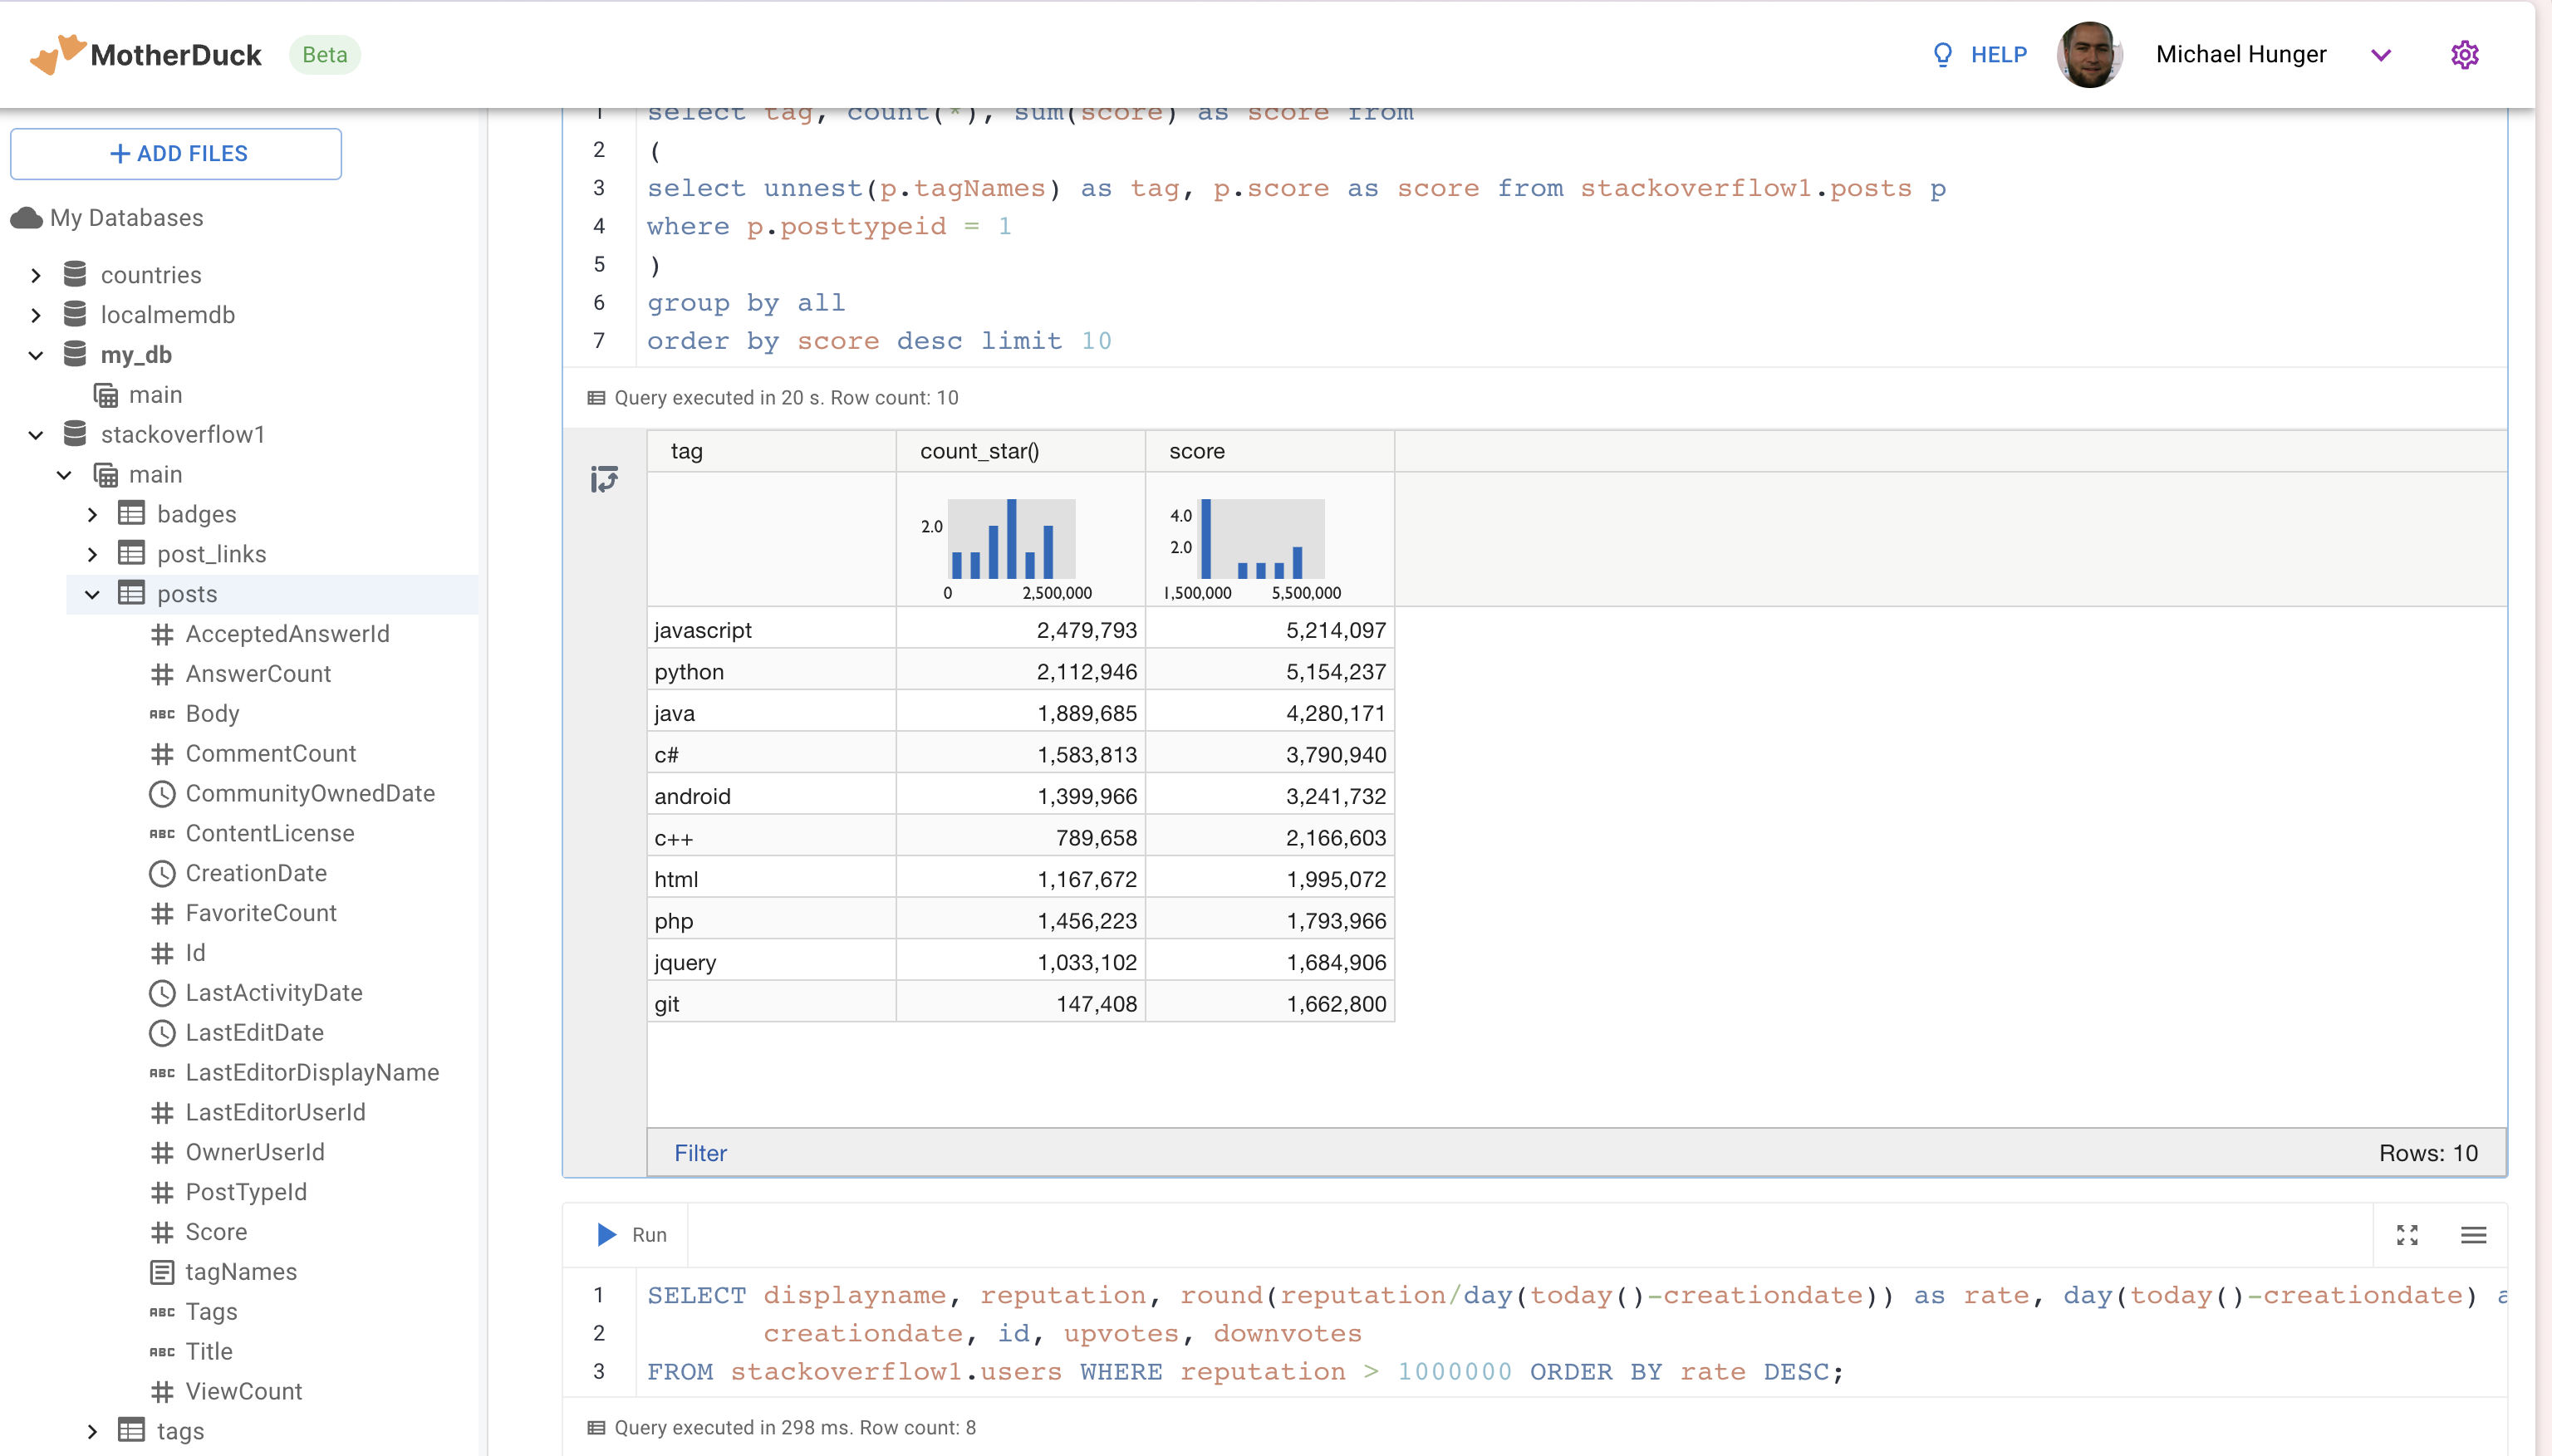 MotherDuck Beta HELP Michael Hunger
+ ADD FILES
My Databases
countries
localmemdb
my_db
main
stackoverflow1
main
badges
post_links
posts
AcceptedAnswerId
AnswerCount
ABC Body
CommentCount
CommunityOwnedDate
ABC ContentLicense
CreationDate
FavoriteCount
Id
LastActivityDate
LastEditDate
ABC LastEditorDisplayName
LastEditorUserId
OwnerUserId
PostTypeId
Score
tagNames
ABC Tags
ABC Title
ViewCount
tags
1 select tag, count(*), sum(score) as score from
2 (
3 select unnest(p.tagNames) as tag, p.score as score from stackoverflow1.posts p
4 where p.posttypeid = 1
5 )
6 group by all
7 order by score desc limit 10
Query executed in 20 s. Row count: 10
tag count_star() score
2.0 4.0
2.0
0 2,500,000 1,500,000 5,500,000
javascript 2,479,793 5,214,097
python 2,112,946 5,154,237
java 1,889,685 4,280,171
c# 1,583,813 3,790,940
android 1,399,966 3,241,732
c++ 789,658 2,166,603
html 1,167,672 1,995,072
php 1,456,223 1,793,966
jquery 1,033,102 1,684,906
git 147,408 1,662,800
Filter Rows: 10
Run
1 SELECT displayname, reputation, round(reputation/day(today()-creationdate)) as rate, day(today()-creationdate)
2 creationdate, id, upvotes, downvotes
3 FROM stackoverflow1.users WHERE reputation > 1000000 ORDER BY rate DESC;
Query executed in 298 ms. Row count: 8